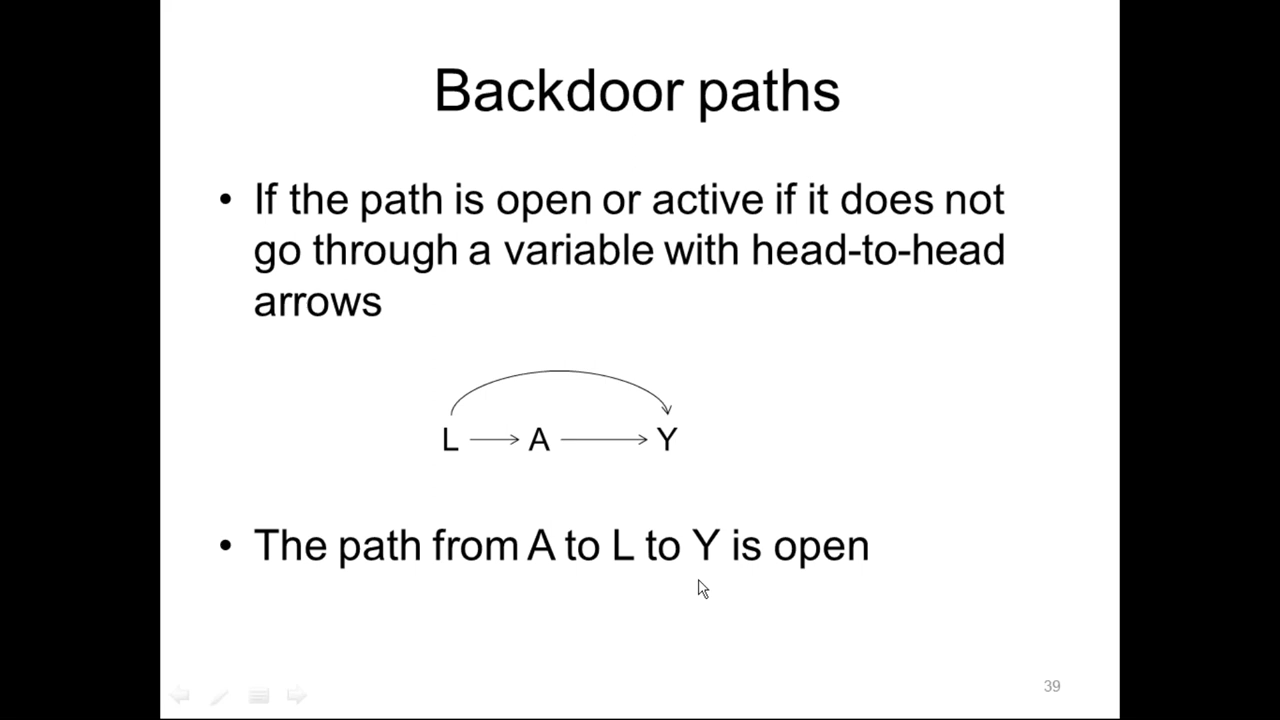 Backdoor paths
• If the path is open or active if it does not
go through a variable with head-to-head
arrows
L A Y
• The path from A to L to Y is open
39